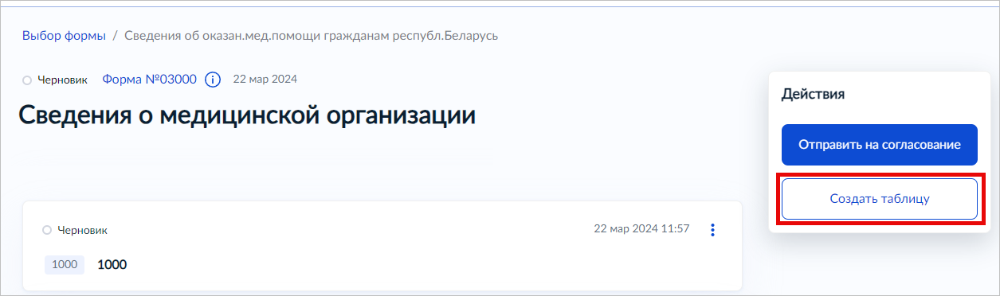 Выбор формы / Сведения об оказан.мед.помощи гражданам республ.Беларусь
Черновик Форма №03000 22 мар 2024
Сведения о медицинской организации
Черновик 22 мар 2024 11:57
1000 1000
Действия
Отправить на согласование
Создать таблицу